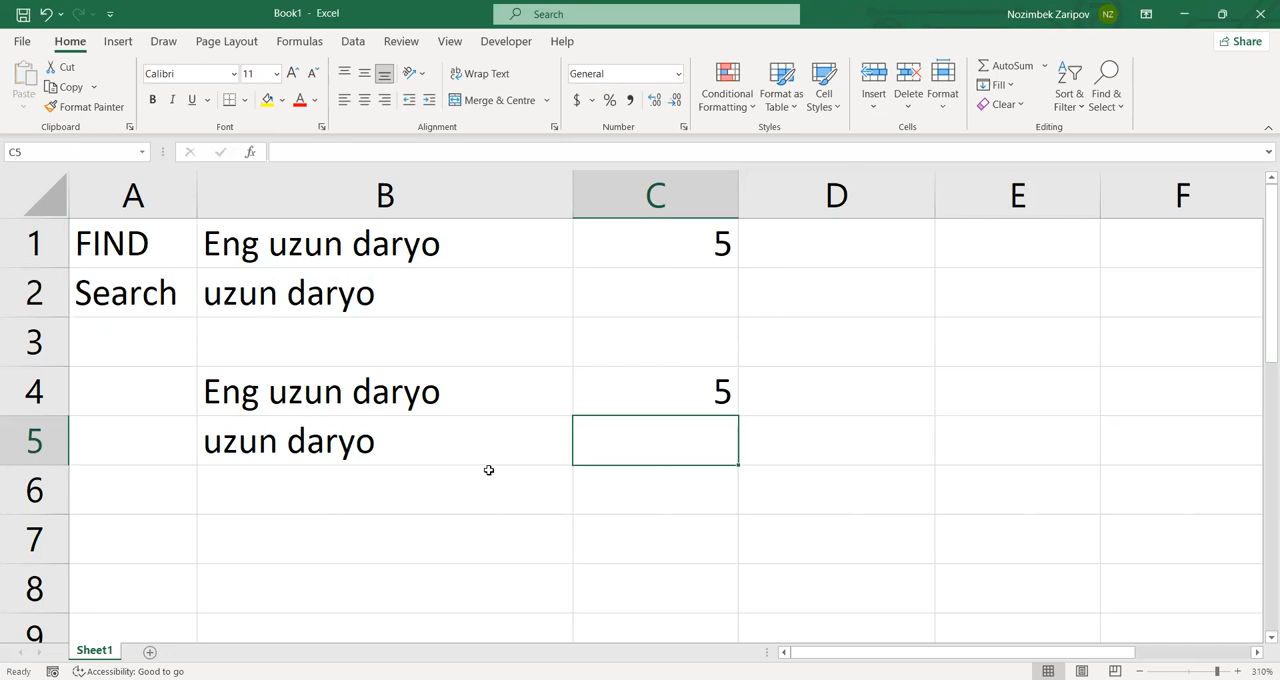 Book1 - Excel
Search
Nozimbek Zaripov NZ
File Home Insert Draw Page Layout Formulas Data Review View Developer Help
Share
Paste
Cut
Copy
Format Painter
Clipboard
Calibri 11
B I U
Font
Wrap Text
Merge & Centre
Alignment
General
$ % ,
Number
Conditional Formatting
Format as Table
Cell Styles
Styles
Insert Delete Format
Cells
AutoSum
Fill
Clear
Sort & Filter
Find & Select
Editing
C5 fx
A B C D E F
1 FIND Eng uzun daryo 5
2 Search uzun daryo
3
4 Eng uzun daryo 5
5 uzun daryo
6
7
8
9
Sheet1
Ready Accessibility: Good to go 310%